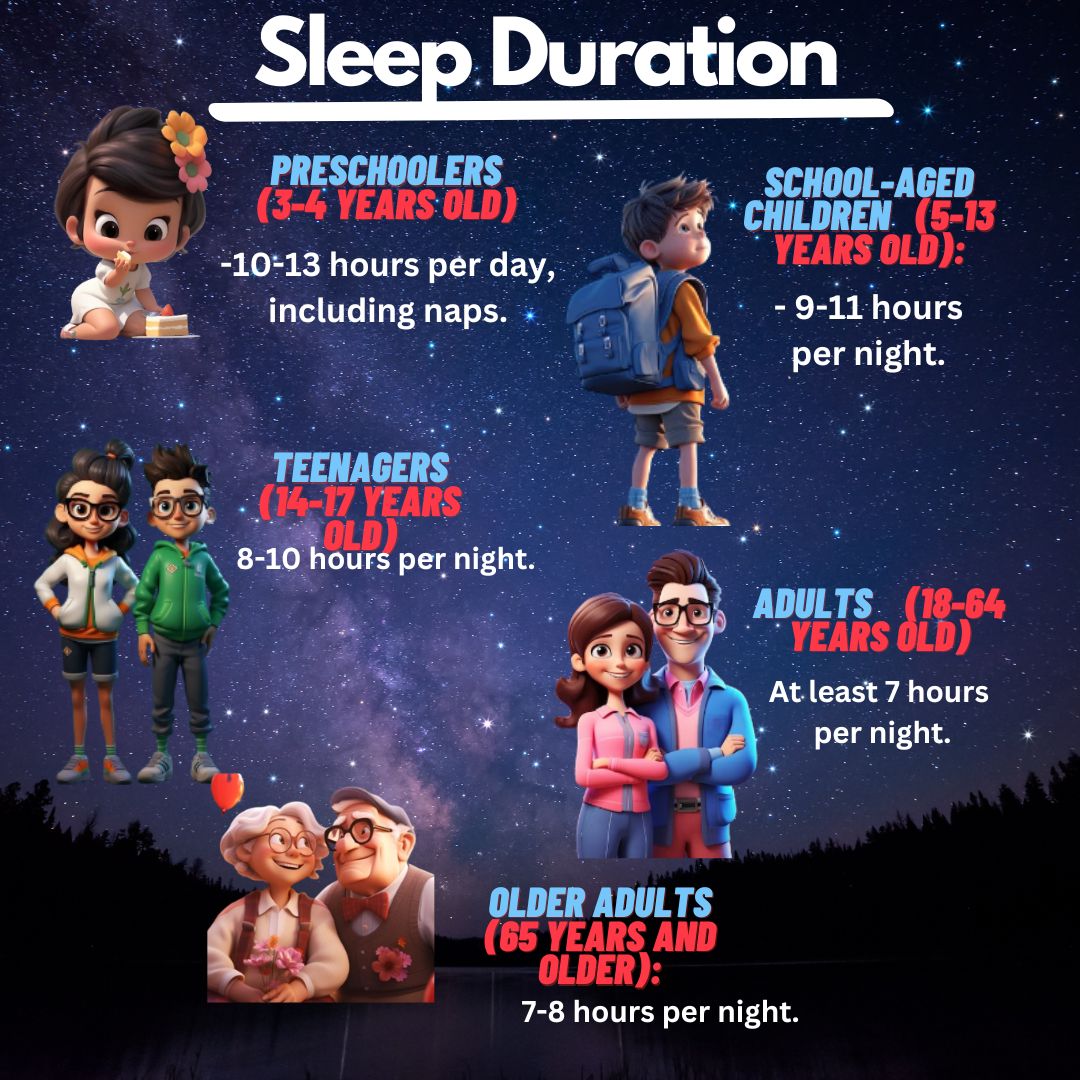 Sleep Duration
PRESCHOOLERS
(3-4 YEARS OLD)
-10-13 hours per day,
including naps.
SCHOOL-AGED
CHILDREN (5-13
YEARS OLD):
- 9-11 hours
per night.
TEENAGERS
(14-17 YEARS
OLD)
8-10 hours per night.
ADULTS (18-64
YEARS OLD)
At least 7 hours
per night.
OLDER ADULTS
(65 YEARS AND
OLDER):
7-8 hours per night.